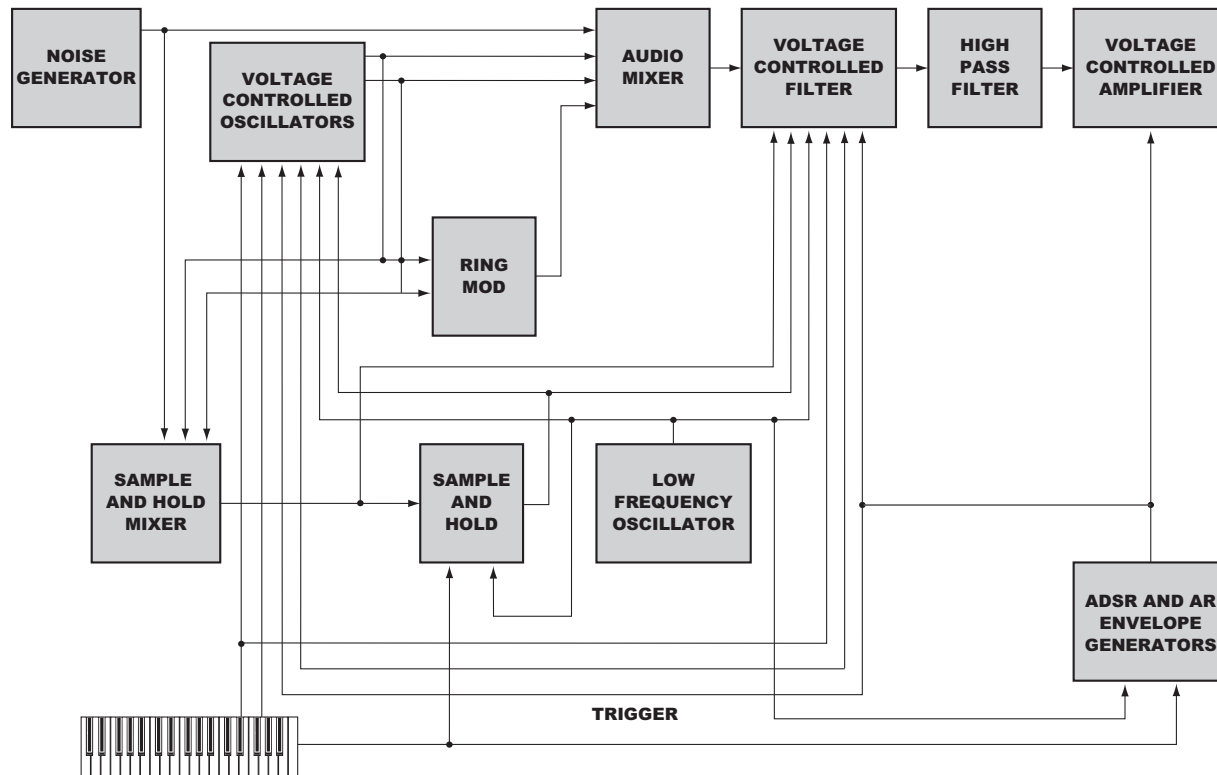 NOISE
GENERATOR
VOLTAGE
CONTROLLED
OSCILLATORS
AUDIO
MIXER
VOLTAGE
CONTROLLED
FILTER
HIGH
PASS
FILTER
VOLTAGE
CONTROLLED
AMPLIFIER
RING
MOD
SAMPLE
AND HOLD
MIXER
SAMPLE
AND
HOLD
LOW
FREQUENCY
OSCILLATOR
ADSR AND AR
ENVELOPE
GENERATORS
TRIGGER